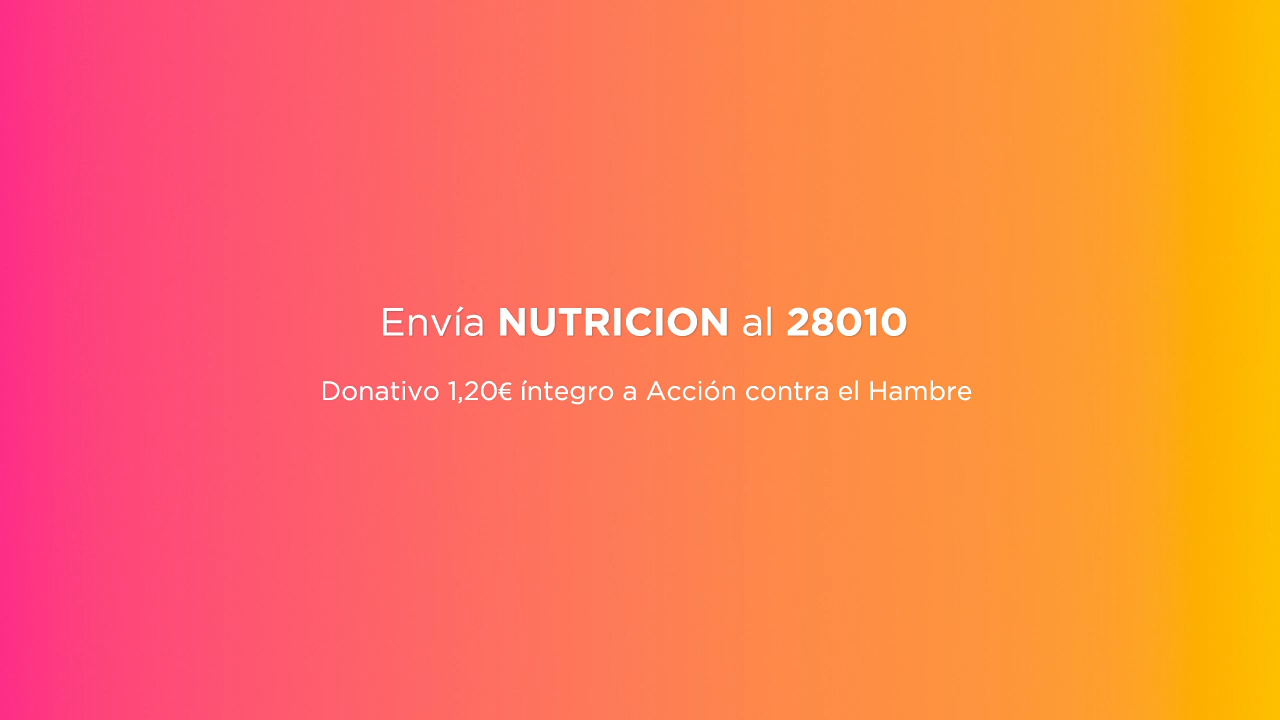 Envía NUTRICION al 28010
Donativo 1,20€ íntegro a Acción contra el Hambre